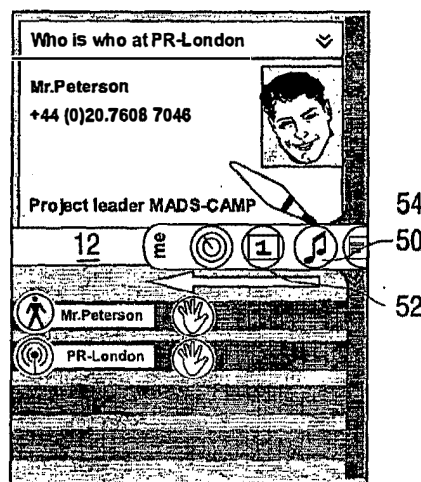 Who is who at PR-London
Mr.Peterson
+44 (0)20.7608 7046
Project leader MADS-CAMP
54
12
me
1
50
52
Mr.Peterson
PR-London